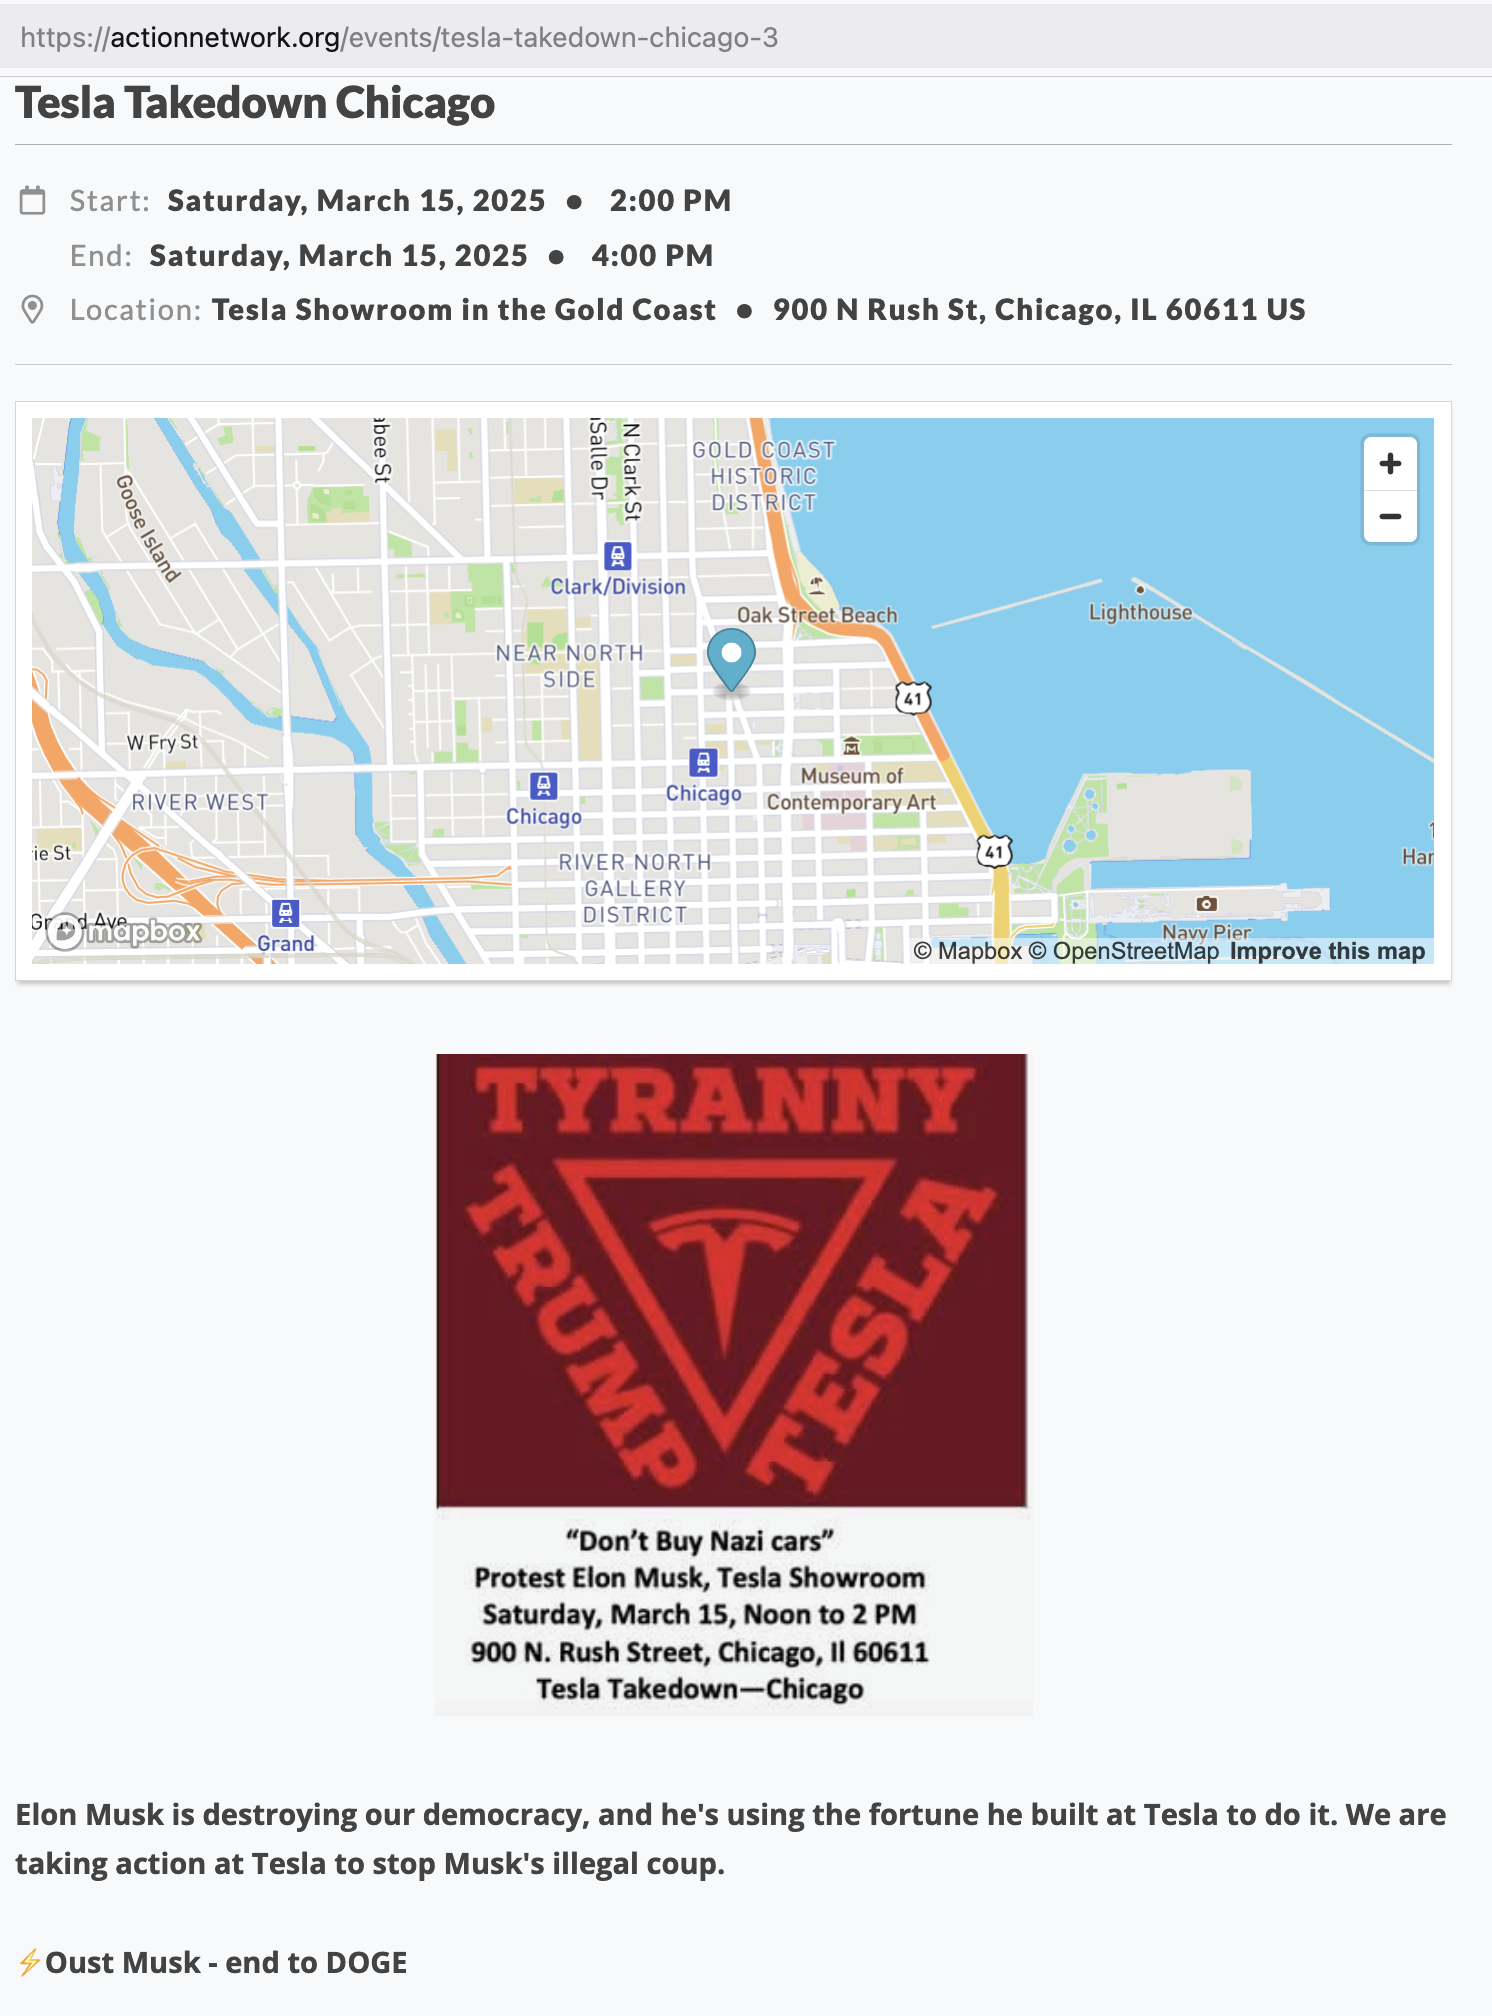 https://actionnetwork.org/events/tesla-takedown-chicago-3
Tesla Takedown Chicago
Start: Saturday, March 15, 2025 ● 2:00 PM
End: Saturday, March 15, 2025 ● 4:00 PM
Location: Tesla Showroom in the Gold Coast ● 900 N Rush St, Chicago, IL 60611 US
abee St
aSalle Dr
N Clark St
GOLD COAST
HISTORIC
DISTRICT
+
−
Goose Island
Clark/Division
Oak Street Beach
Lighthouse
NEAR NORTH
SIDE
41
W Fry St
RIVER WEST
Chicago
Chicago
Museum of
Contemporary Art
41
rie St
Har
RIVER NORTH
GALLERY
DISTRICT
Grand Ave
mapbox
Grand
Navy Pier
© Mapbox © OpenStreetMap Improve this map
TYRANNY
TRUMP
TESLA
“Don’t Buy Nazi cars”
Protest Elon Musk, Tesla Showroom
Saturday, March 15, Noon to 2 PM
900 N. Rush Street, Chicago, Il 60611
Tesla Takedown—Chicago
Elon Musk is destroying our democracy, and he's using the fortune he built at Tesla to do it. We are
taking action at Tesla to stop Musk's illegal coup.
⚡Oust Musk - end to DOGE